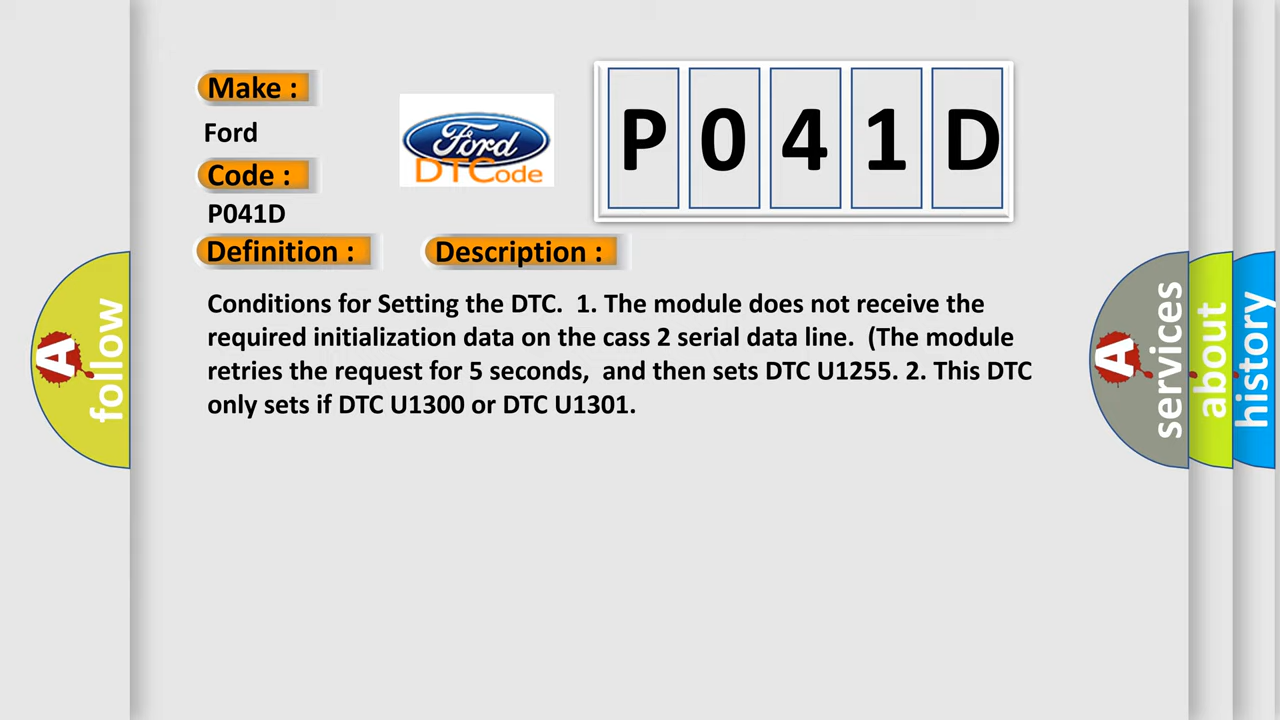 Make :
Ford
Code :
P041D
Definition :
Description :
Ford
DTCode
P041D
Conditions for Setting the DTC.  1. The module does not receive the
required initialization data on the cass 2 serial data line.  (The module
retries the request for 5 seconds,  and then sets DTC U1255. 2. This DTC
only sets if DTC U1300 or DTC U1301.
A follow
A services
about
history